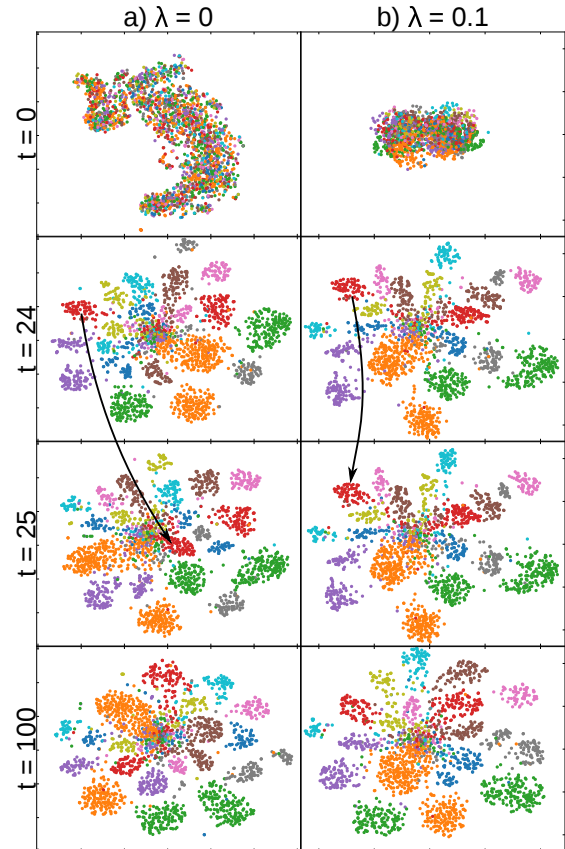 a) λ = 0
b) λ = 0.1
t = 0
t = 24
t = 25
t = 100